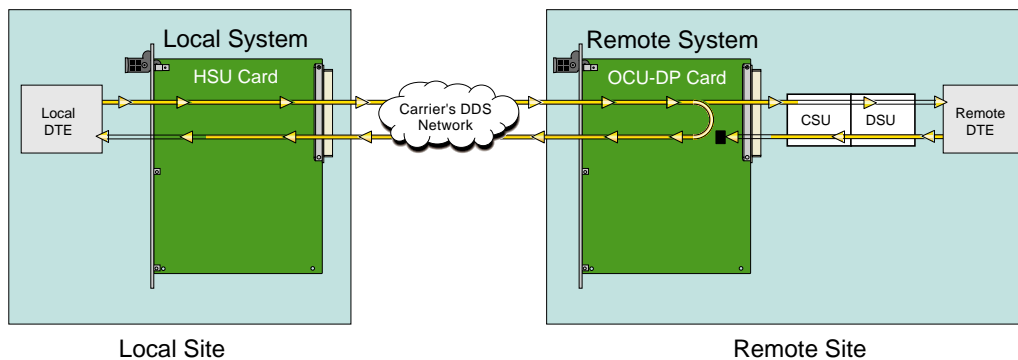 Local System
Remote System
HSU Card
OCU-DP Card
Local
DTE
Carrier's DDS
Network
CSU
DSU
Remote
DTE
Local Site
Remote Site